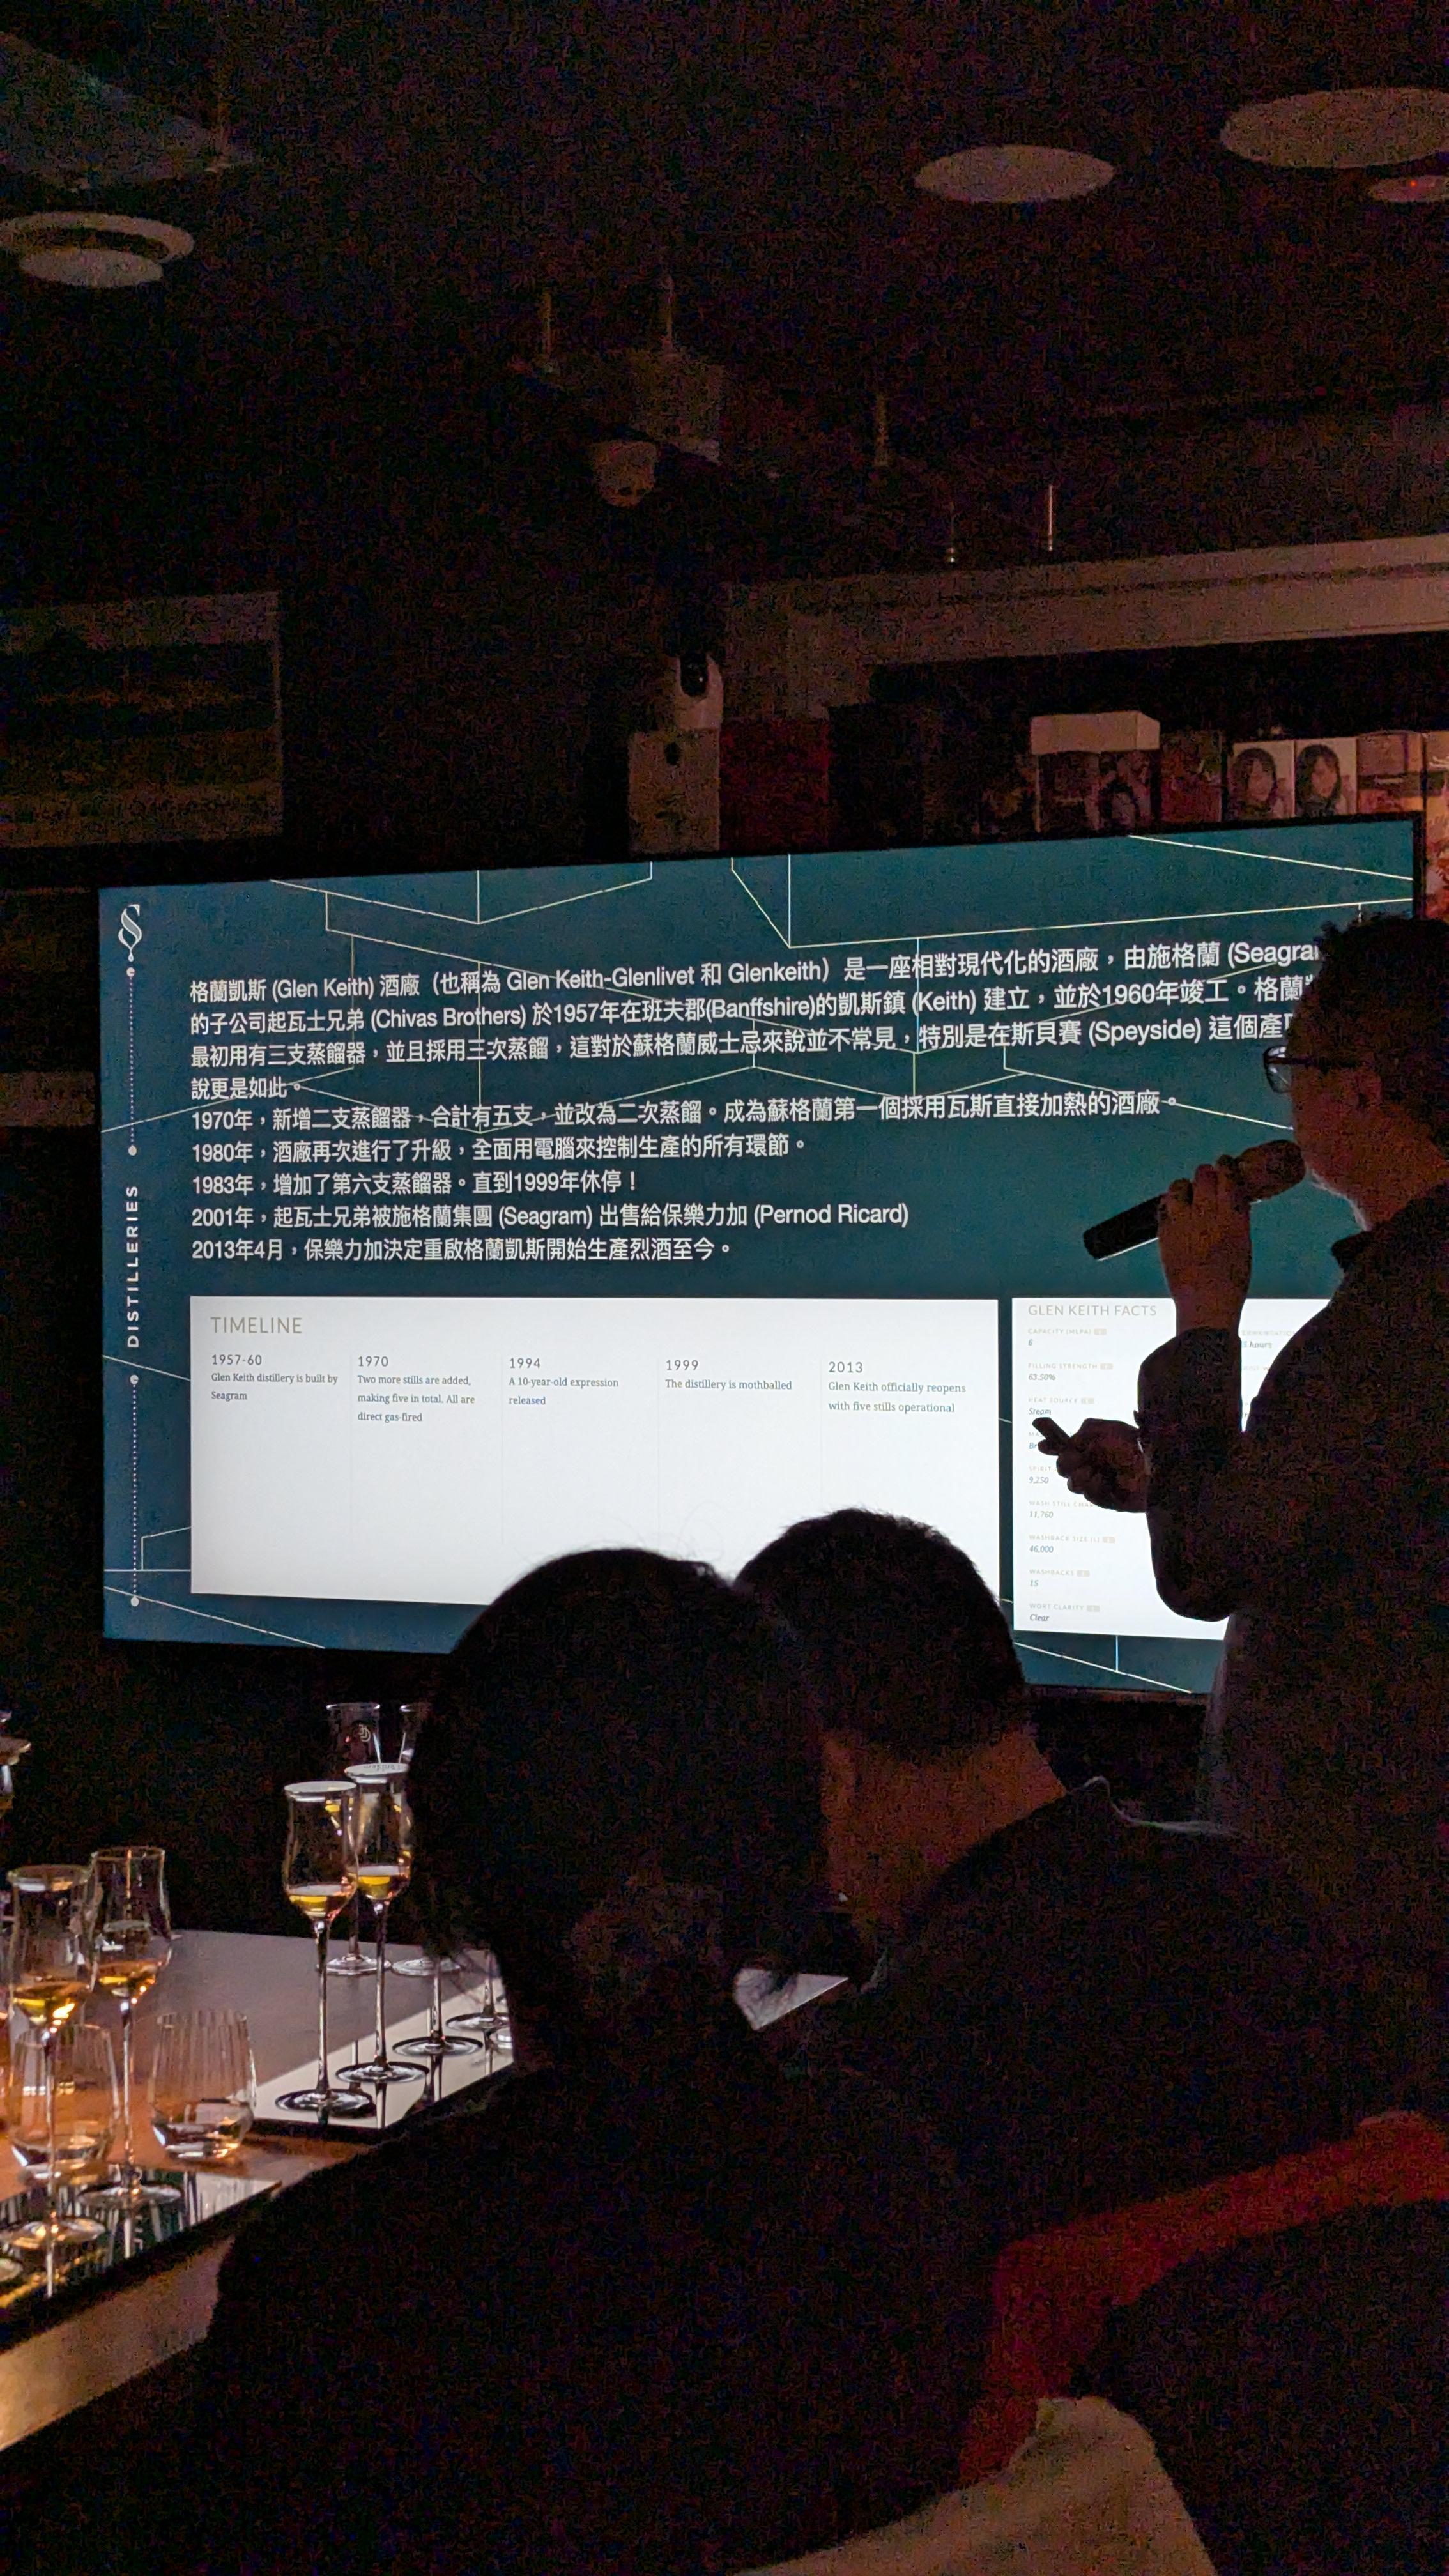 格蘭凱斯 (Glen Keith) 酒廠（也稱為 Glen Keith-Glenlivet 和 Glenkeith）是一座相對現代化的酒廠，由施格蘭 (Seagra
的子公司起瓦士兄弟 (Chivas Brothers) 於1957年在班夫郡(Banffshire)的凱斯鎮 (Keith) 建立，並於1960年竣工。格蘭
最初用有三支蒸餾器，並且採用三次蒸餾，這對於蘇格蘭威士忌來說並不常見，特別是在斯貝賽 (Speyside) 這個產
說更是如此。
1970年，新增二支蒸餾器，合計有五支，並改為二次蒸餾。成為蘇格蘭第一個採用瓦斯直接加熱的酒廠。
1980年，酒廠再次進行了升級，全面用電腦來控制生產的所有環節。
1983年，增加了第六支蒸餾器。直到1999年休停！
2001年，起瓦士兄弟被施格蘭集團 (Seagram) 出售給保樂力加 (Pernod Ricard)
2013年4月，保樂力加決定重啟格蘭凱斯開始生產烈酒至今。
DISTILLERIES
TIMELINE
1957-60
Glen Keith distillery is built by
Seagram
1970
Two more stills are added,
making five in total. All are
direct gas-fired
1994
A 10-year-old expression
released
1999
The distillery is mothballed
2013
Glen Keith officially reopens
with five stills operational
GLEN KEITH FACTS
CAPACITY (MLPA)
6
FILLING STRENGTH
63.50%
HEAT SOURCE
Steam
SPIRIT
9,250
WASH STILL
11,760
WASHBACK SIZE (L)
46,000
WASHBACKS
15
WORT CLARITY
Clear
hours